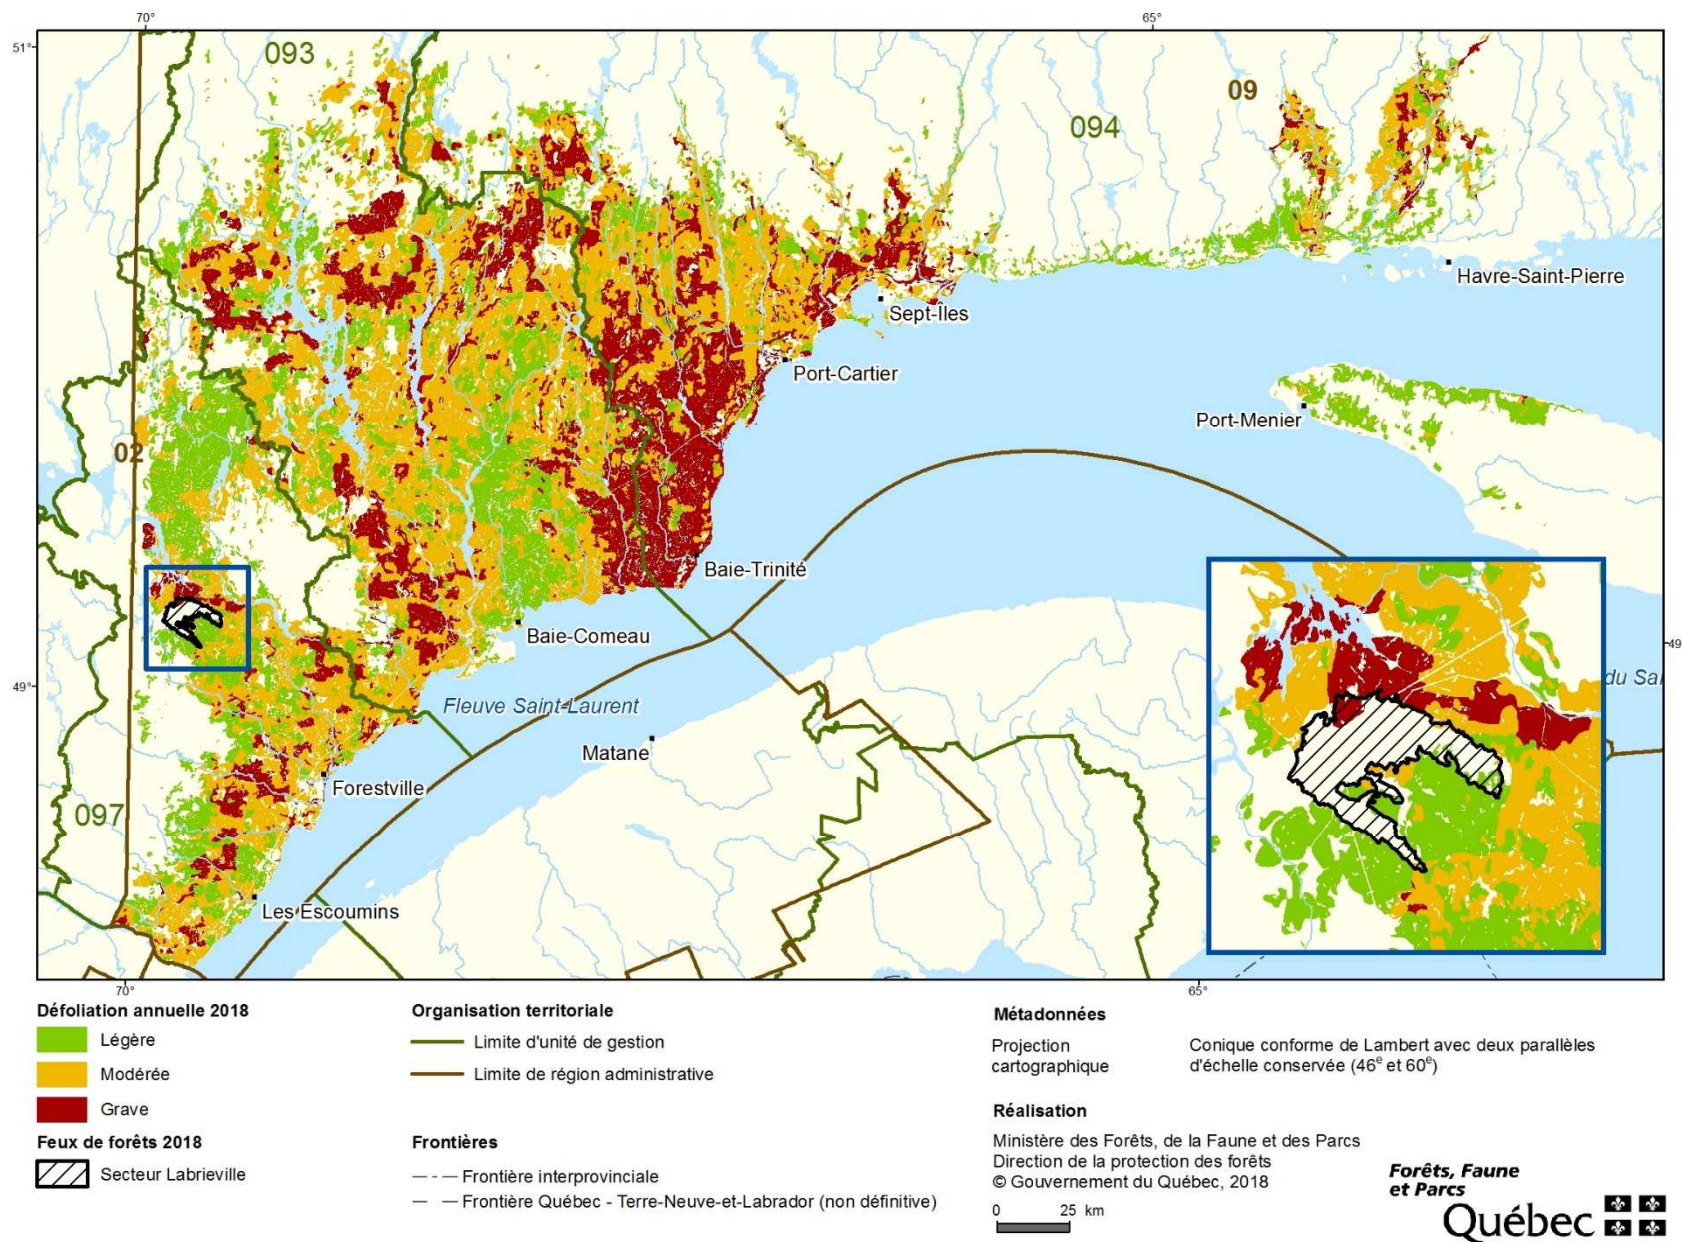 70°
65°
51°
093
09
094
Havre-Saint-Pierre
Sept-Iles
Port-Cartier
Port-Menier
02
Baie-Trinité
Baie-Comeau
49
49°
du Sai
Fleuve Saint-Laurent
Matane
Forestville
097
Les Escoumins
70°
65°
Défoliation annuelle 2018
Légère
Modérée
Grave
Feux de forêts 2018
Secteur Labrieville
Organisation territoriale
Limite d'unité de gestion
Limite de région administrative
Frontières
Frontière interprovinciale
Frontière Québec - Terre-Neuve-et-Labrador (non définitive)
Métadonnées
Projection
cartographique
Conique conforme de Lambert avec deux parallèles
d'échelle conservée (46e et 60e)
Réalisation
Ministère des Forêts, de la Faune et des Parcs
Direction de la protection des forêts
© Gouvernement du Québec, 2018
0 25 km
Forêts, Faune
et Parcs
Québec